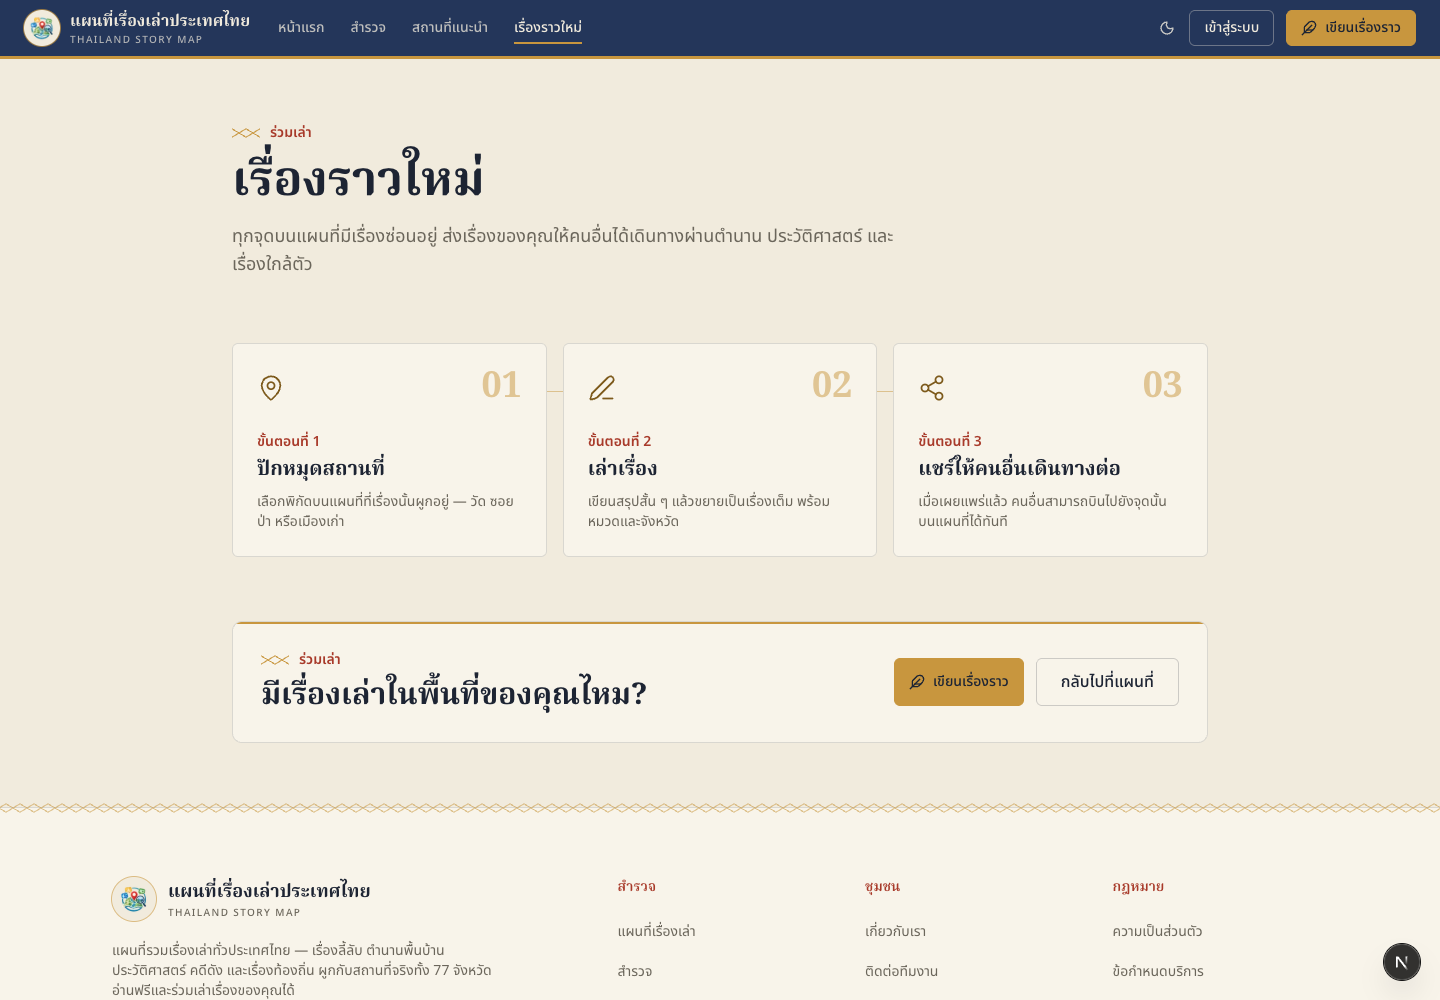 แผนที่เรื่องเล่าประเทศไทย
THAILAND STORY MAP
หน้าแรก
สำรวจ
สถานที่แนะนำ
เรื่องราวใหม่
เข้าสู่ระบบ
เขียนเรื่องราว
ร่วมเล่า
เรื่องราวใหม่
ทุกจุดบนแผนที่มีเรื่องซ่อนอยู่ ส่งเรื่องของคุณให้คนอื่นได้เดินทางผ่านตำนาน ประวัติศาสตร์ และ
เรื่องใกล้ตัว
01
ขั้นตอนที่ 1
ปักหมุดสถานที่
เลือกพิกัดบนแผนที่ที่เรื่องนั้นผูกอยู่ — วัด ซอย
ป่า หรือเมืองเก่า
02
ขั้นตอนที่ 2
เล่าเรื่อง
เขียนสรุปสั้น ๆ แล้วขยายเป็นเรื่องเต็ม พร้อม
หมวดและจังหวัด
03
ขั้นตอนที่ 3
แชร์ให้คนอื่นเดินทางต่อ
เมื่อเผยแพร่แล้ว คนอื่นสามารถบินไปยังจุดนั้น
บนแผนที่ได้ทันที
ร่วมเล่า
มีเรื่องเล่าในพื้นที่ของคุณไหม?
เขียนเรื่องราว
กลับไปที่แผนที่
แผนที่เรื่องเล่าประเทศไทย
THAILAND STORY MAP
แผนที่รวมเรื่องเล่าทั่วประเทศไทย — เรื่องลี้ลับ ตำนานพื้นบ้าน
ประวัติศาสตร์ คดีดัง และเรื่องท้องถิ่น ผูกกับสถานที่จริงทั้ง 77 จังหวัด
อ่านฟรีและร่วมเล่าเรื่องของคุณได้
สำรวจ
แผนที่เรื่องเล่า
สำรวจ
ชุมชน
เกี่ยวกับเรา
ติดต่อทีมงาน
กฎหมาย
ความเป็นส่วนตัว
ข้อกำหนดบริการ
N